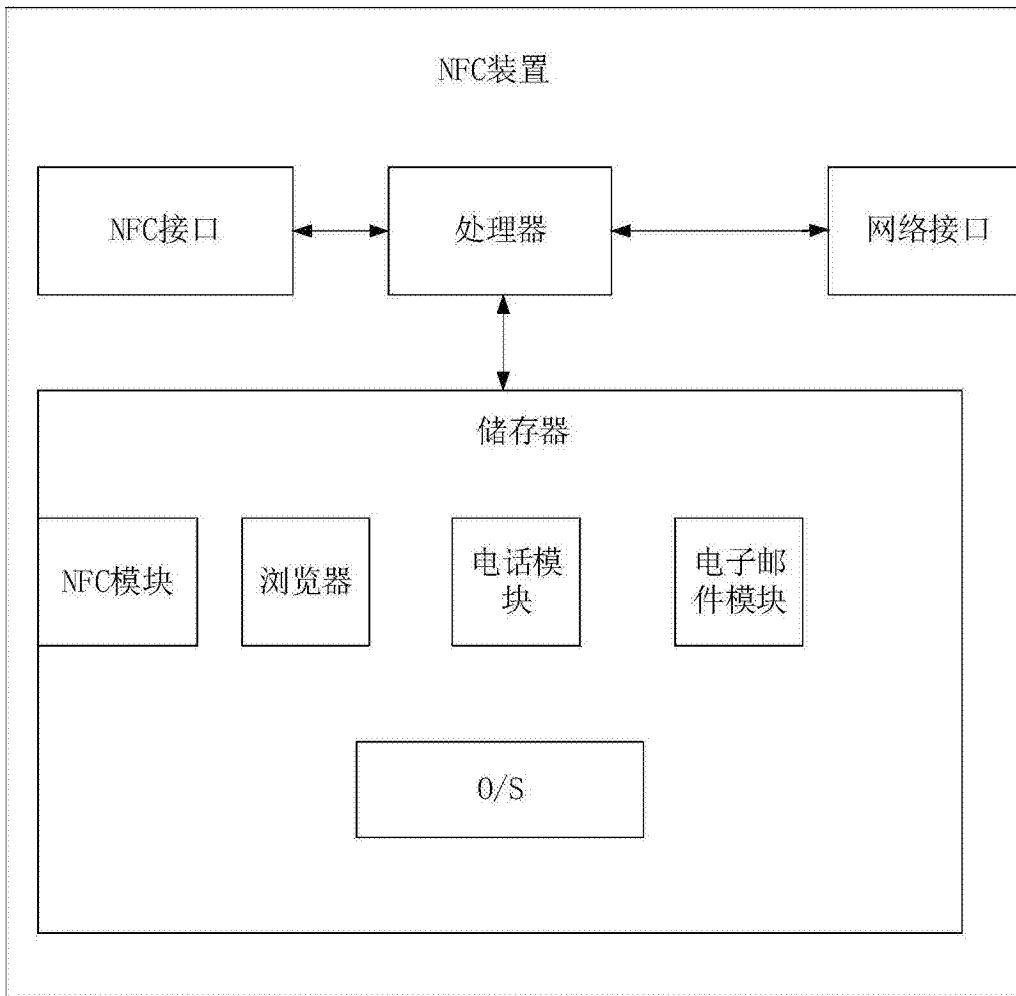 NFC装置
NFC接口
处理器
网络接口
储存器
NFC模块
浏览器
电话模
块
电子邮
件模块
O/S